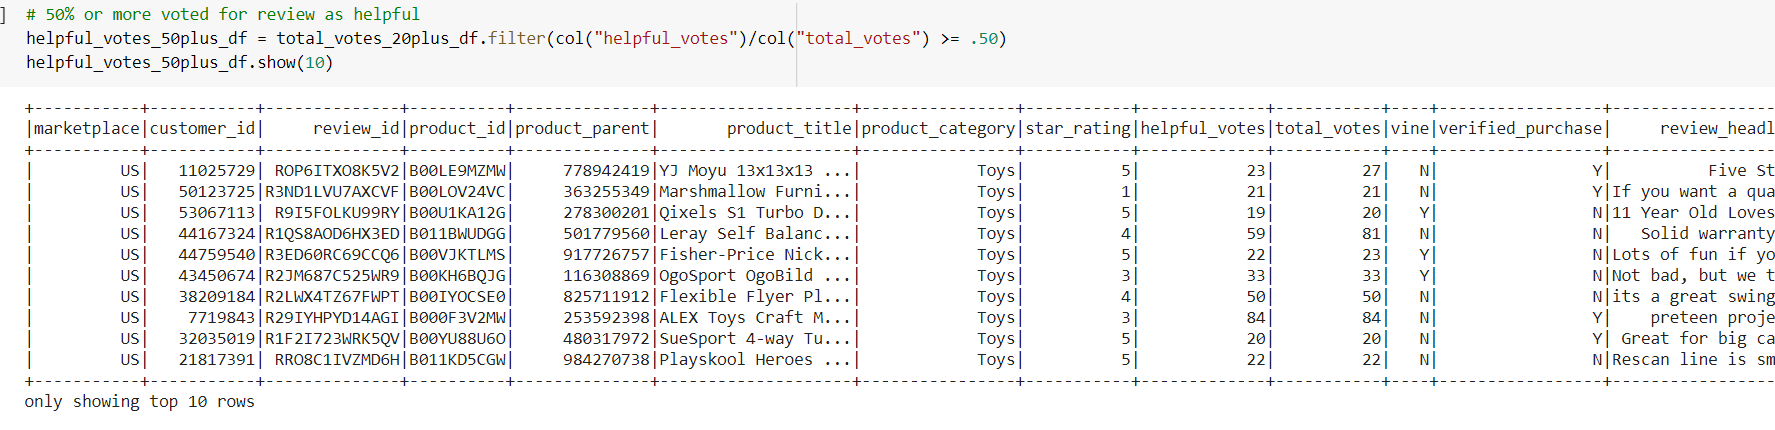 ] # 50% or more voted for review as helpful
helpful_votes_50plus_df = total_votes_20plus_df.filter(col("helpful_votes")/col("total_votes") >= .50)
helpful_votes_50plus_df.show(10)
+-----------+-----------+--------------+----------+--------------+--------------------+----------------+-----------+-------------+-----------+----+-----------------+-----------------
|marketplace|customer_id|     review_id|product_id|product_parent|       product_title|product_category|star_rating|helpful_votes|total_votes|vine|verified_purchase|     review_headl
+-----------+-----------+--------------+----------+--------------+--------------------+----------------+-----------+-------------+-----------+----+-----------------+-----------------
|         US|   11025729| ROP6ITXO8K5V2|B00LE9MZMW|     778942419|YJ Moyu 13x13x13 ...|            Toys|          5|           23|         27|   N|                Y|          Five St
|         US|   50123725|R3ND1LVU7AXCVF|B00LOV24VC|     363255349|Marshmallow Furni...|            Toys|          1|           21|         21|   N|                Y|If you want a qua
|         US|   53067113| R9I5FOLKU99RY|B00U1KA12G|     278300201|Qixels S1 Turbo D...|            Toys|          5|           19|         20|   Y|                N|11 Year Old Loves
|         US|   44167324|R1QS8AOD6HX3ED|B011BWUDGG|     501779560|Leray Self Balanc...|            Toys|          4|           59|         81|   N|                N|   Solid warranty
|         US|   44759540|R3ED60RC69CCQ6|B00VJKTLMS|     917726757|Fisher-Price Nick...|            Toys|          5|           22|         23|   Y|                N|Lots of fun if yo
|         US|   43450674|R2JM687C525WR9|B00KH6BQJG|     116308869|OgoSport OgoBild ...|            Toys|          3|           33|         33|   Y|                N|Not bad, but we t
|         US|   38209184|R2LWX4TZ67FWPT|B00IYOCSE0|     825711912|Flexible Flyer Pl...|            Toys|          4|           50|         50|   N|                N|its a great swing
|         US|    7719843|R29IYHPYD14AGI|B000F3V2MW|     253592398|ALEX Toys Craft M...|            Toys|          3|           84|         84|   N|                Y|    preteen proje
|         US|   32035019|R1F2I723WRK5QV|B00YU88U6O|     480317972|SueSport 4-way Tu...|            Toys|          5|           20|         20|   N|                Y| Great for big ca
|         US|   21817391| RRO8C1IVZMD6H|B011KD5CGW|     984270738|Playskool Heroes ...|            Toys|          5|           22|         22|   N|                N|Rescan line is sm
+-----------+-----------+--------------+----------+--------------+--------------------+----------------+-----------+-------------+-----------+----+-----------------+-----------------
only showing top 10 rows